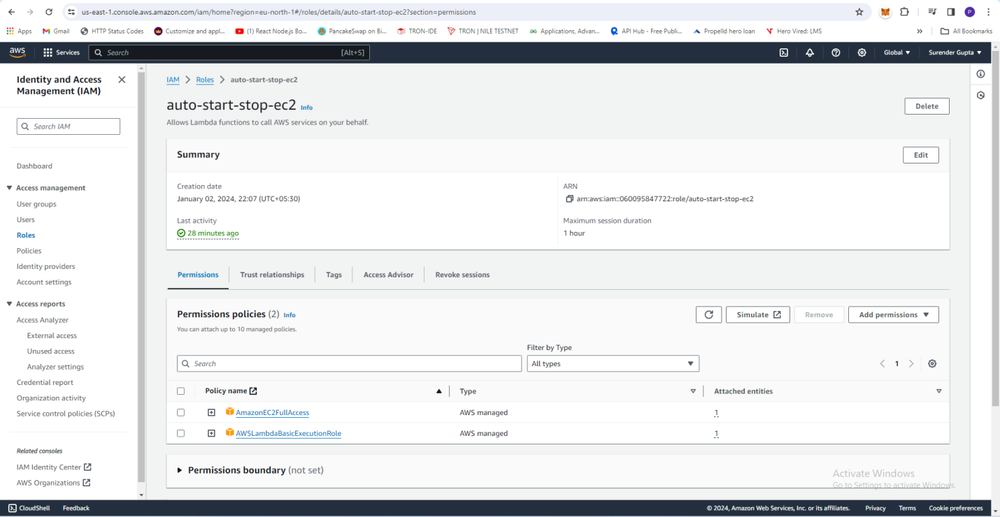 us-east-1.console.aws.amazon.com/iam/home?region=eu-north-1#/roles/details/auto-start-stop-ec2?section=permissions
P
Apps Gmail HTTP Status Codes Customize and appl... (1) React Node.js Bo... PancakeSwap on Bi... TRON-IDE TRON | NILE TESTNET Applications, Advan... API Hub - Free Publi... Propelld hero loan Hero Vired: LMS » All Bookmarks
aws Services Search [Alt+S] Global Surender Gupta
Identity and Access
Management (IAM)
Search IAM
Dashboard
Access management
User groups
Users
Roles
Policies
Identity providers
Account settings
Access reports
Access Analyzer
External access
Unused access
Analyzer settings
Credential report
Organization activity
Service control policies (SCPs)
Related consoles
IAM Identity Center
AWS Organizations
IAM > Roles > auto-start-stop-ec2
auto-start-stop-ec2 Info
Delete
Allows Lambda functions to call AWS services on your behalf.
Summary
Edit
Creation date
January 02, 2024, 22:07 (UTC+05:30)
Last activity
28 minutes ago
ARN
arn:aws:iam::060095847722:role/auto-start-stop-ec2
Maximum session duration
1 hour
Permissions Trust relationships Tags Access Advisor Revoke sessions
Permissions policies (2) Info
Simulate Remove Add permissions
You can attach up to 10 managed policies.
Filter by Type
Search All types 1
Policy name Type Attached entities
AmazonEC2FullAccess AWS managed 1
AWSLambdaBasicExecutionRole AWS managed 1
Permissions boundary (not set)
Activate Windows
Go to Settings to activate Windows.
CloudShell Feedback © 2024, Amazon Web Services, Inc. or its affiliates. Privacy Terms Cookie preferences